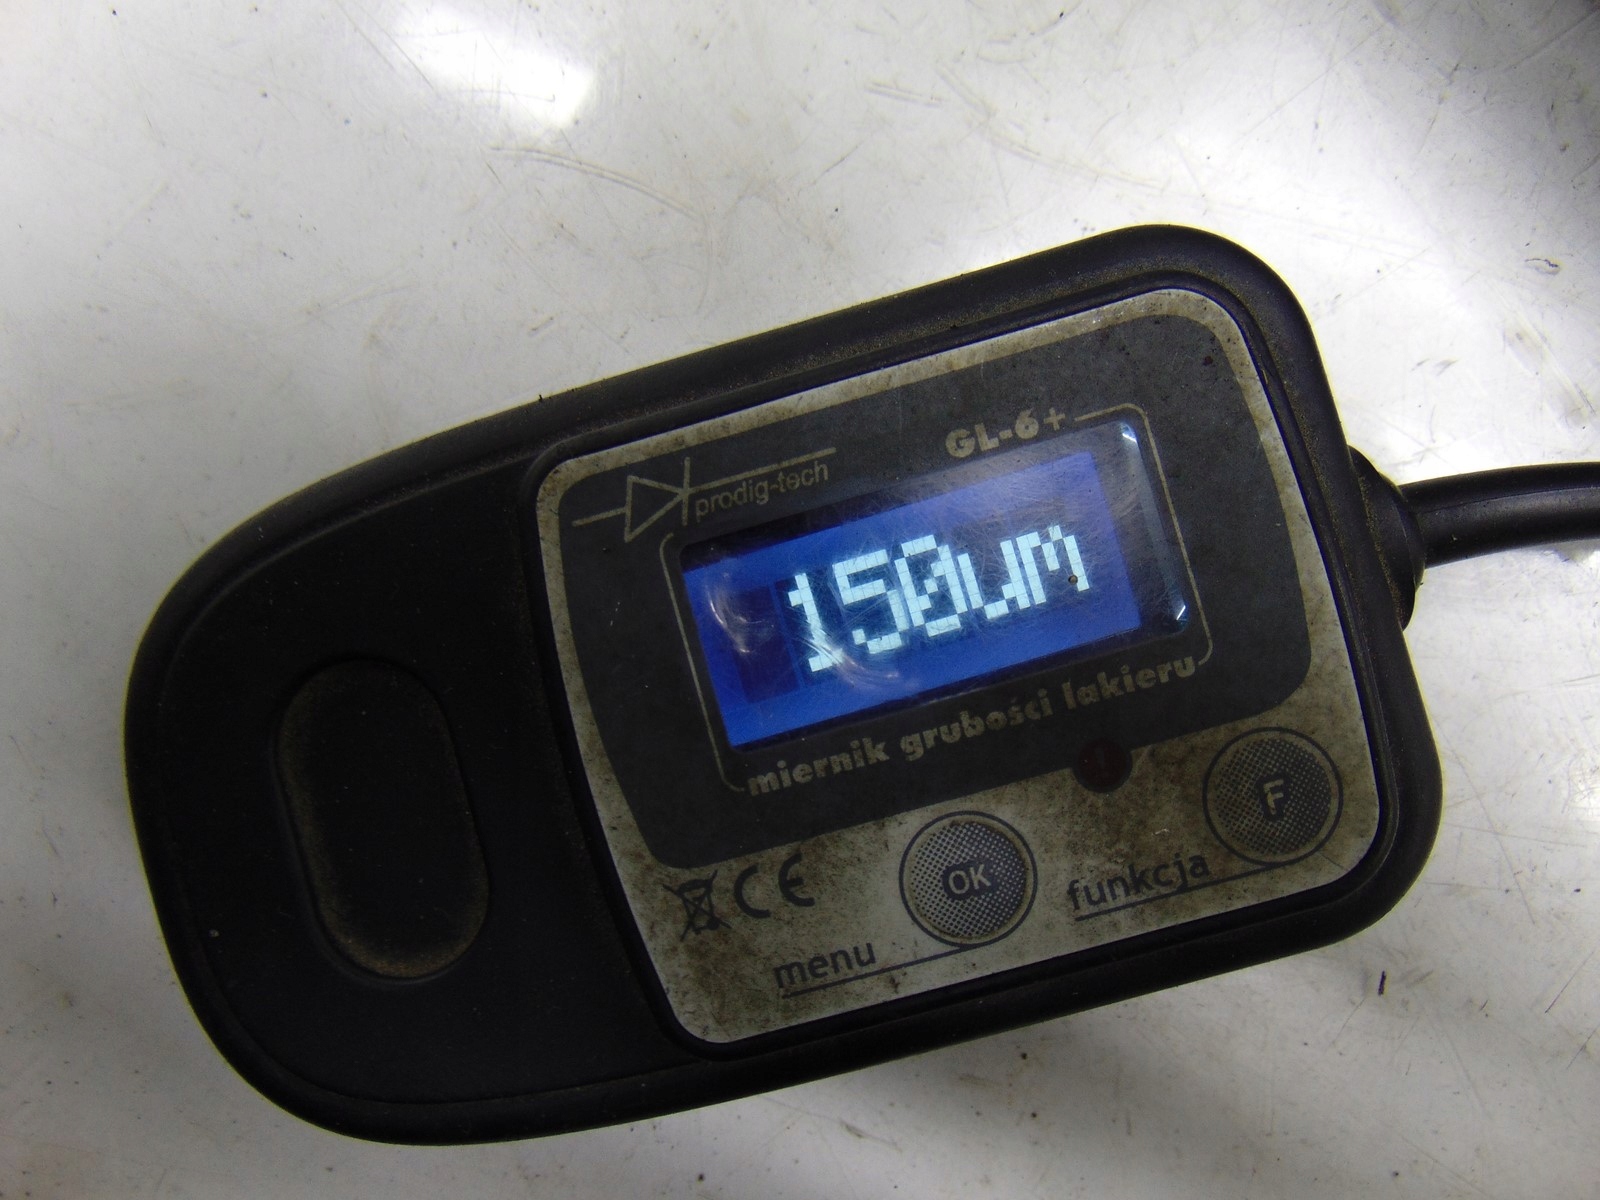 prodig-tech
GL-6+
150um
miernik grubości lakieru
CE
OK
F
menu
funkcja